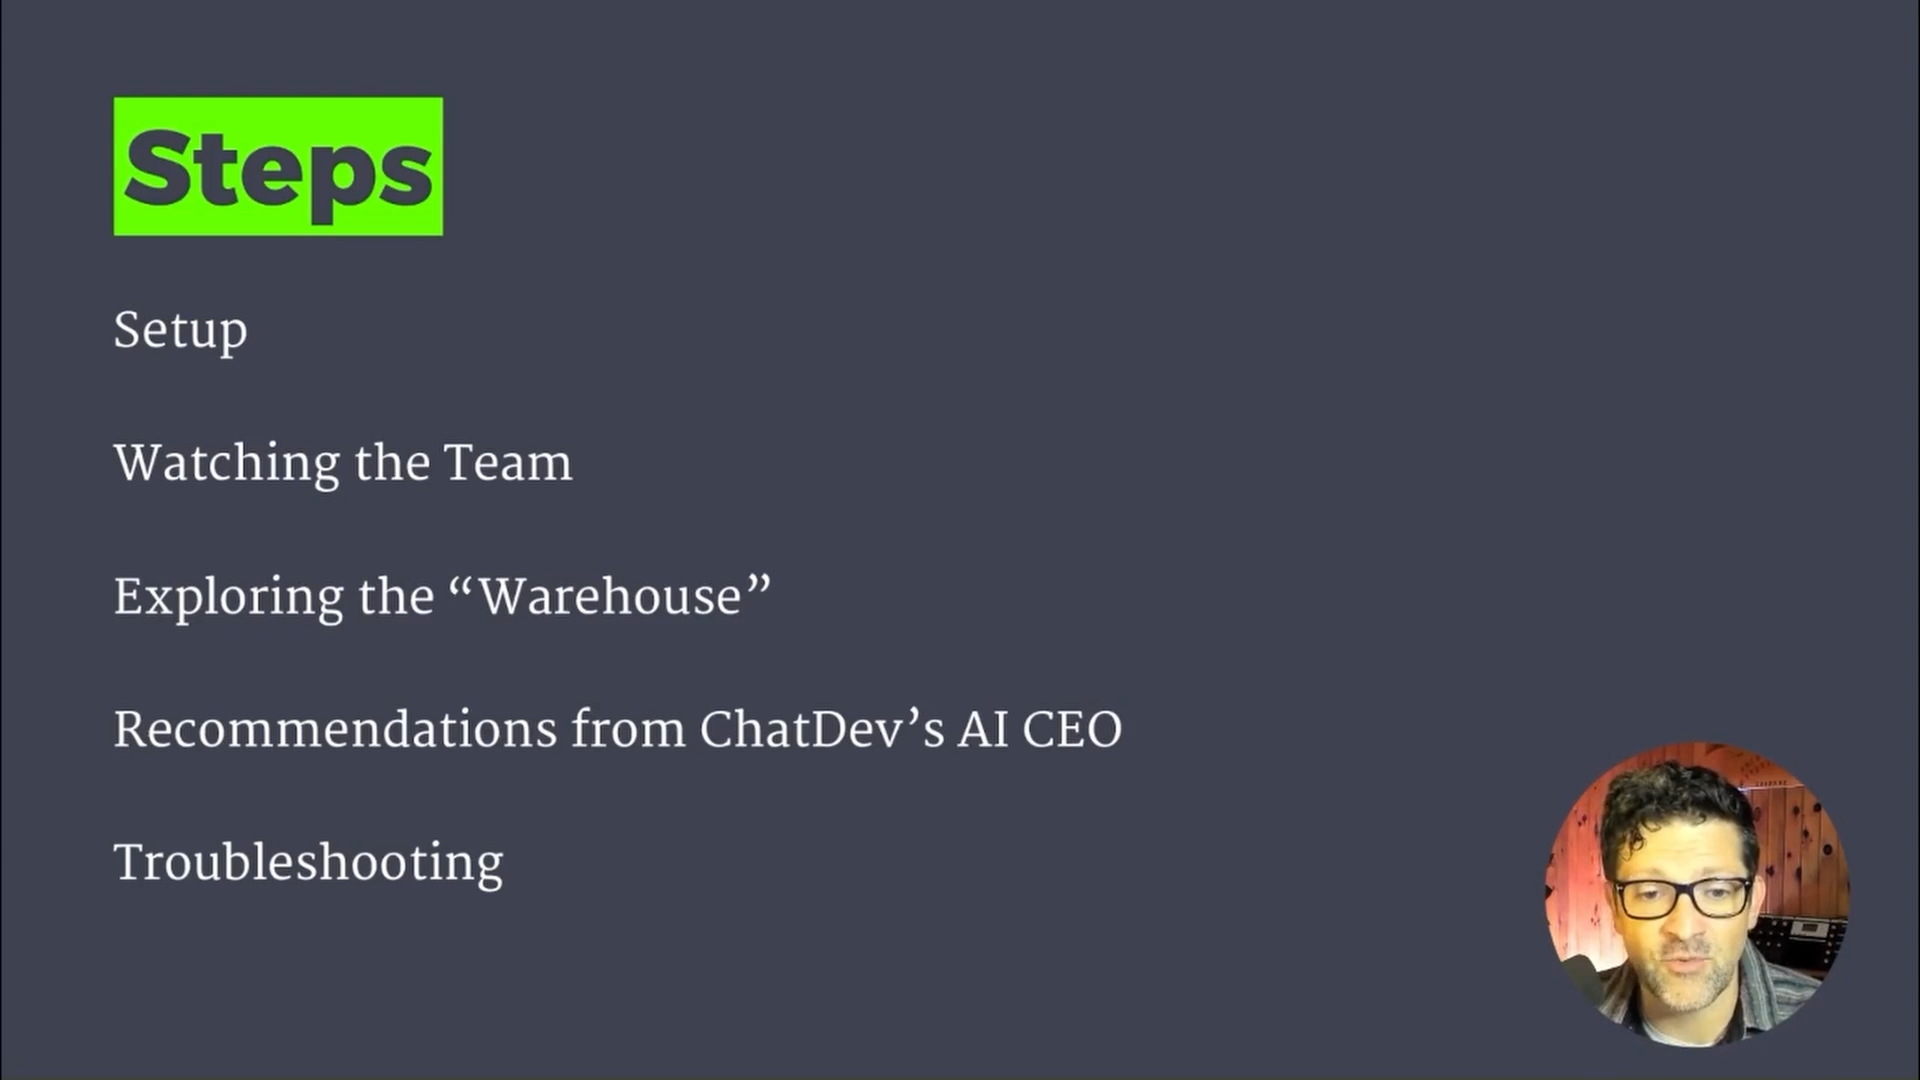 Steps
Setup
Watching the Team
Exploring the “Warehouse”
Recommendations from ChatDev’s AI CEO
Troubleshooting